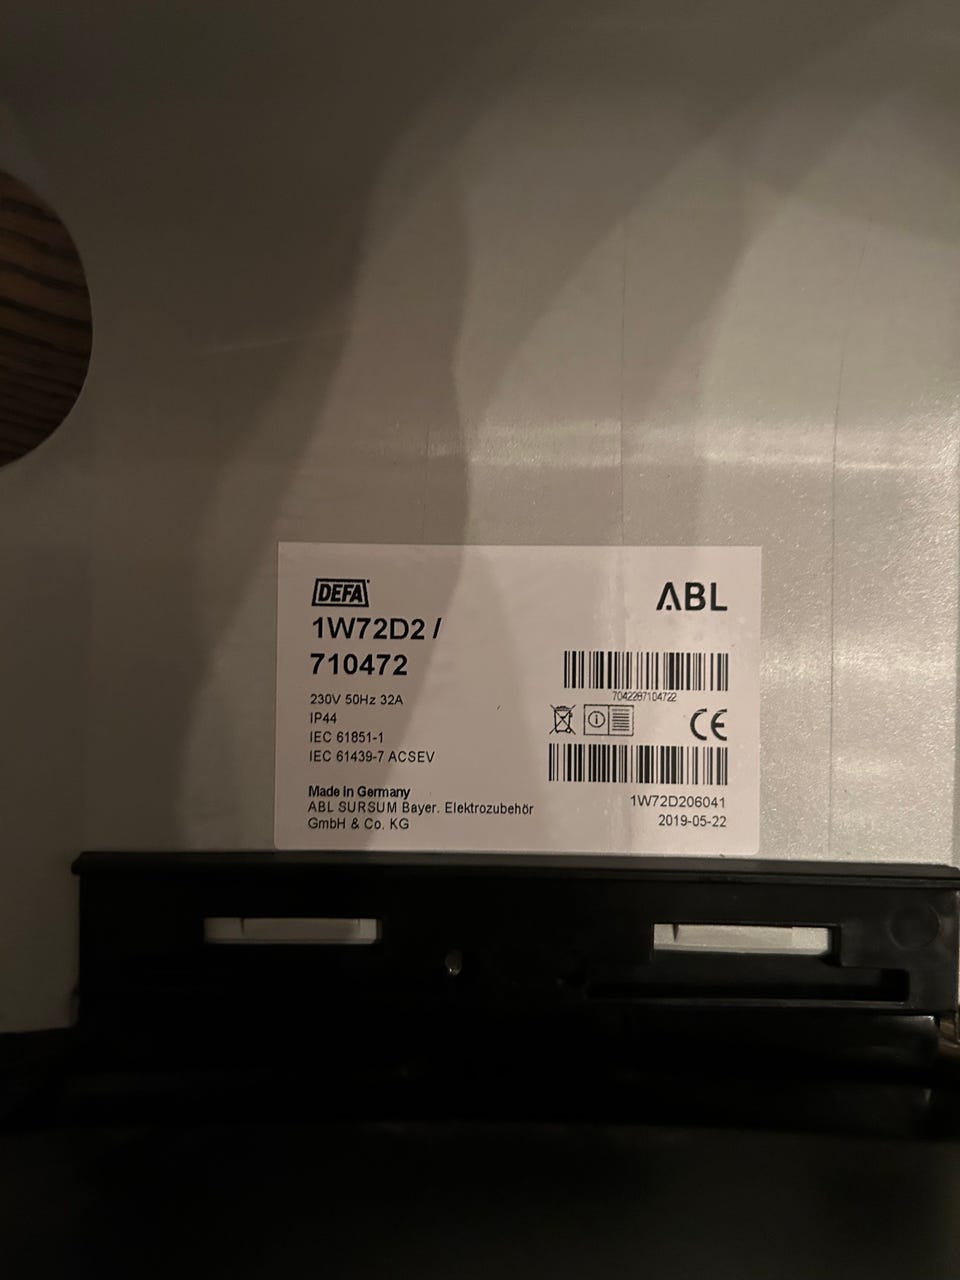 DEFA
ABL
1W72D2 /
710472
7042287104722
230V 50Hz 32A
IP44
IEC 61851-1
IEC 61439-7 ACSEV
CE
Made in Germany
ABL SURSUM Bayer. Elektrozubehör
GmbH & Co. KG
1W72D206041
2019-05-22